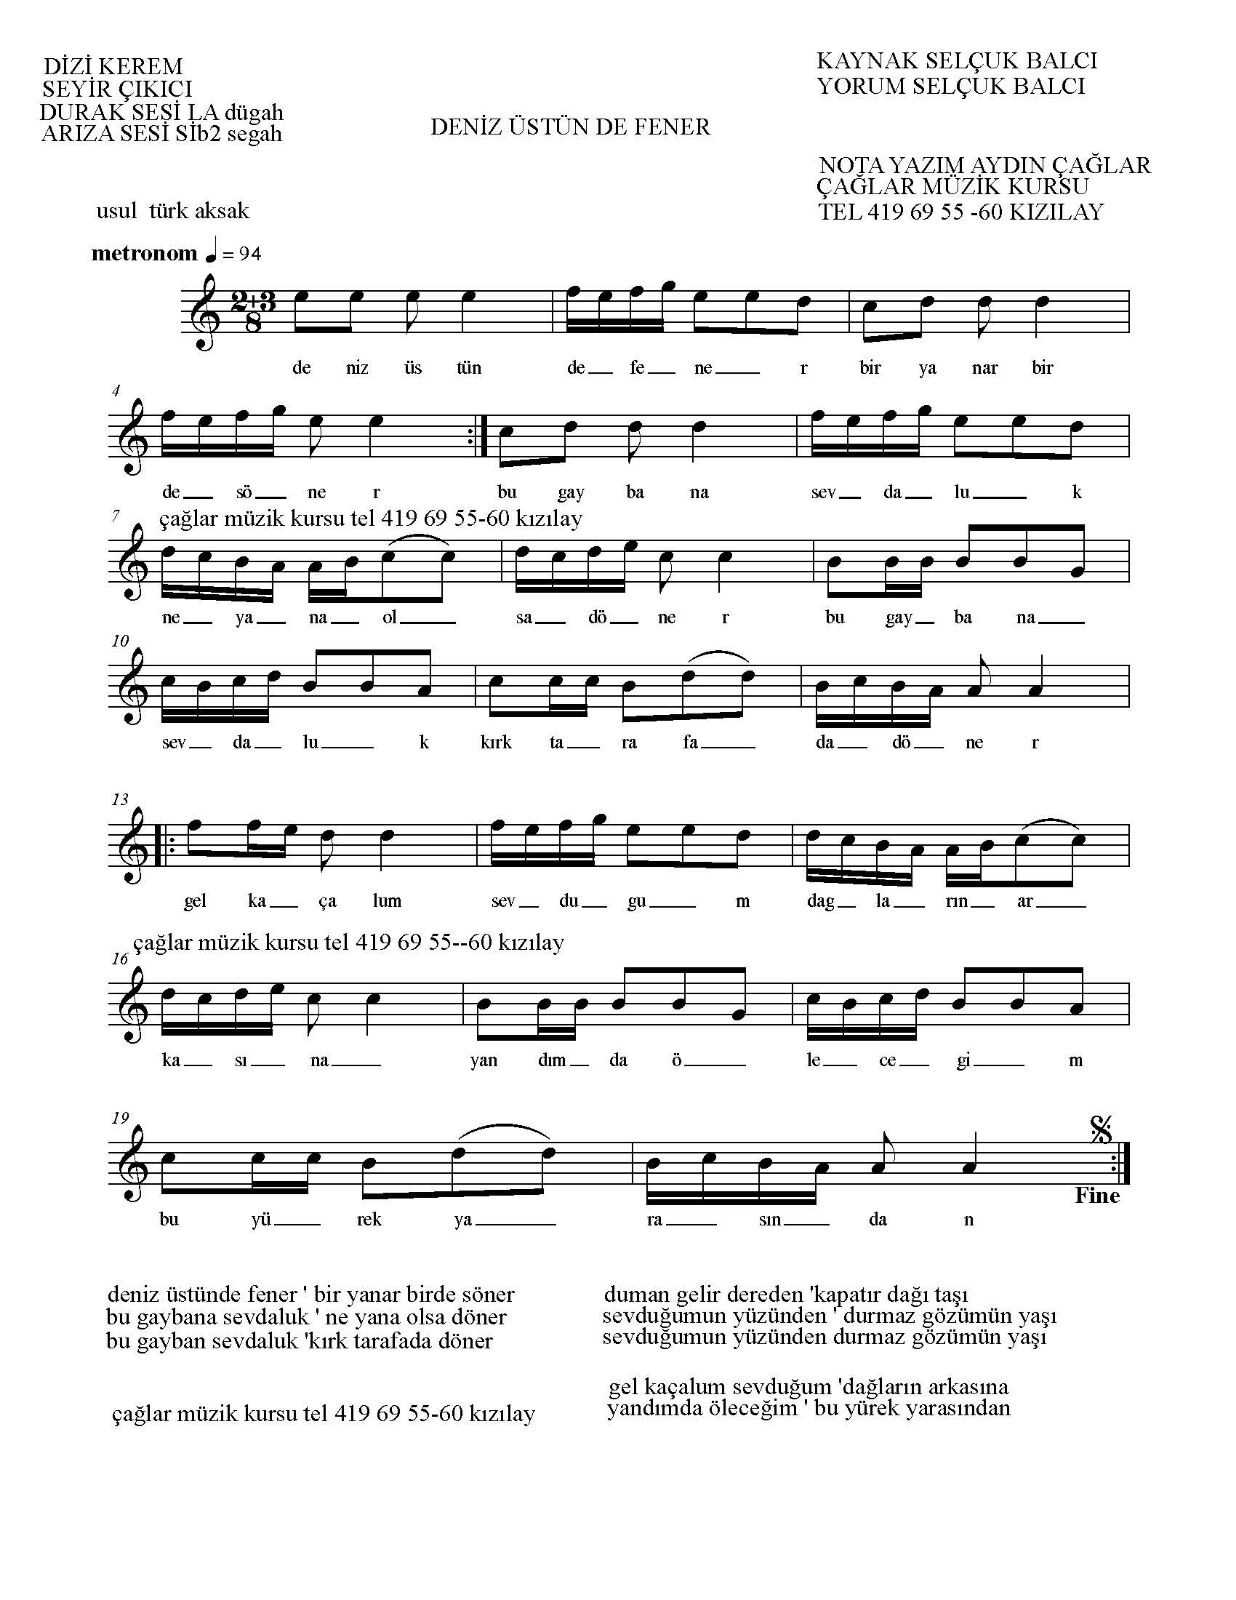 DİZİ KEREM
SEYİR ÇIKICI
DURAK SESİ LA dügah
ARIZA SESİ Sİb2 segah
KAYNAK SELÇUK BALCI
YORUM SELÇUK BALCI
DENİZ ÜSTÜN DE FENER
NOTA YAZIM AYDIN ÇAĞLAR
ÇAĞLAR MÜZİK KURSU
TEL 419 69 55 -60 KIZILAY
usul türk aksak
metronom ♩ = 94
2+3
8
de niz üs tün de fe ne r bir ya nar bir
4
de sö ne r bu gay ba na sev da lu k
7
çağlar müzik kursu tel 419 69 55-60 kızılay
ne ya na ol sa dö ne r bu gay ba na
10
sev da lu k kırk ta ra fa da dö ne r
13
gel ka ça lum sev du gu m dag la rın ar
çağlar müzik kursu tel 419 69 55--60 kızılay
16
ka sı na yan dım da ö le ce gi m
19
Fine
bu yü rek ya ra sın da n
deniz üstünde fener ' bir yanar birde söner
bu gaybana sevdaluk ' ne yana olsa döner
bu gayban sevdaluk 'kırk tarafada döner
çağlar müzik kursu tel 419 69 55-60 kızılay
duman gelir dereden 'kapatır dağı taşı
sevduğumun yüzünden ' durmaz gözümün yaşı
sevduğumun yüzünden durmaz gözümün yaşı
gel kaçalum sevduğum 'dağların arkasına
yandımda öleceğim ' bu yürek yarasından